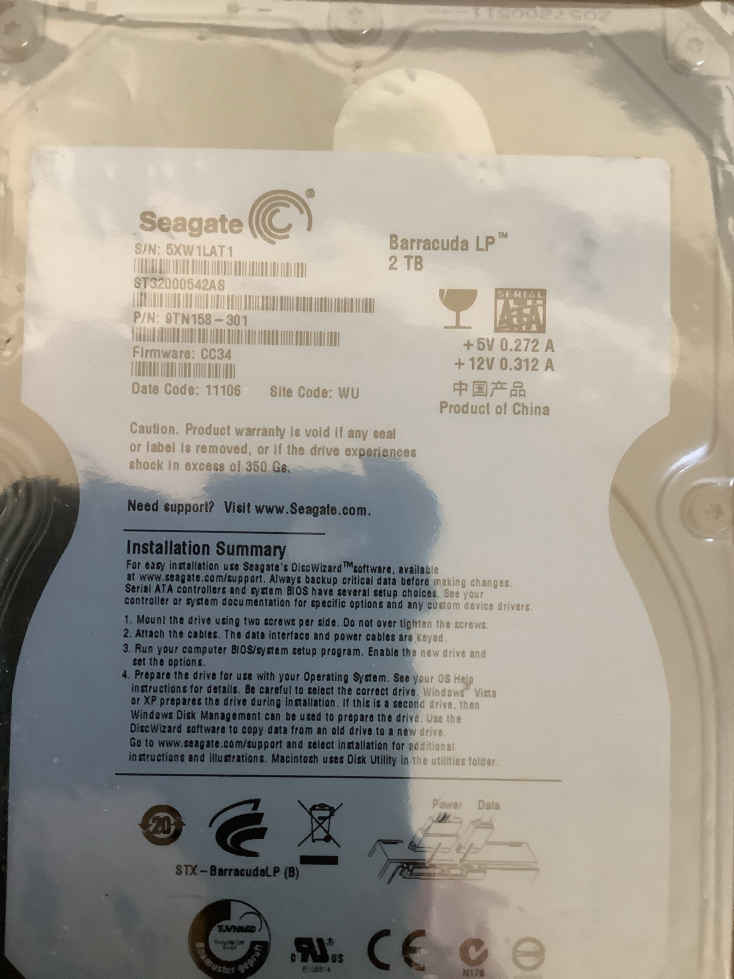 Seagate
S/N: 5XW1LAT1
ST32000542AS
P/N: 9TN158-301
Firmware: CC34
Date Code: 11106 Site Code: WU
Barracuda LP™
2 TB
SERIAL
ATA
+5V 0.272 A
+12V 0.312 A
中国产品
Product of China
Caution. Product warranty is void if any seal
or label is removed, or if the drive experiences
shock in excess of 350 Gs.
Need support? Visit www.Seagate.com.
Installation Summary
For easy installation use Seagate's DiscWizard™software, available
at www.seagate.com/support. Always backup critical data before making changes.
Serial ATA controllers and system BIOS have several setup choices. See your
controller or system documentation for specific options and any custom device drivers.
1. Mount the drive using two screws per side. Do not over tighten the screws.
2. Attach the cables. The data interface and power cables are keyed.
3. Run your computer BIOS/system setup program. Enable the new drive and
set the options.
4. Prepare the drive for use with your Operating System. See your OS Help
instructions for details. Be careful to select the correct drive. Windows® Vista
or XP prepares the drive during installation. If this is a second drive, then
Windows Disk Management can be used to prepare the drive. Use the
DiscWizard software to copy data from an old drive to a new drive.
Go to www.seagate.com/support and select installation for additional
instructions and illustrations. Macintosh uses Disk Utility in the utilities folder.
Power Data
20
STX-BarracudaLP (B)
Baumuster geprüft
c RU® US
CE
N176